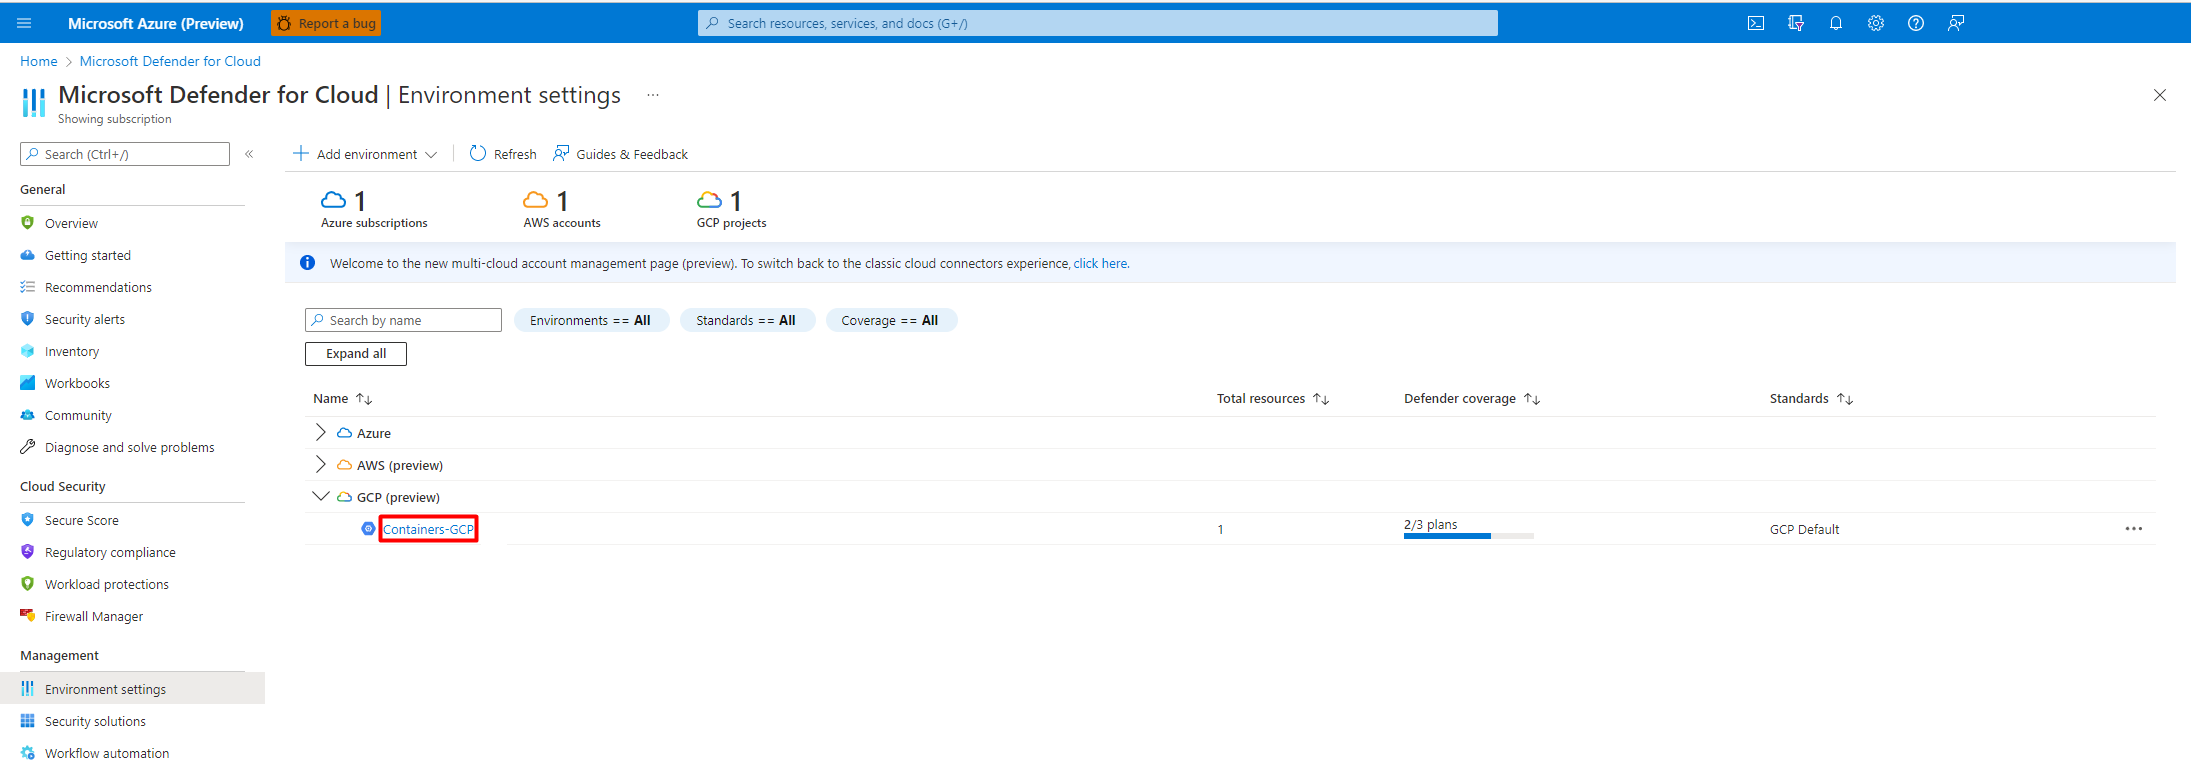 Microsoft Azure (Preview)
Report a bug
Search resources, services, and docs (G+/)
Home > Microsoft Defender for Cloud
Microsoft Defender for Cloud | Environment settings ...
Showing subscription
Search (Ctrl+/)
«
General
Overview
Getting started
Recommendations
Security alerts
Inventory
Workbooks
Community
Diagnose and solve problems
Cloud Security
Secure Score
Regulatory compliance
Workload protections
Firewall Manager
Management
Environment settings
Security solutions
Workflow automation
Add environment
Refresh
Guides & Feedback
1
Azure subscriptions
1
AWS accounts
1
GCP projects
Welcome to the new multi-cloud account management page (preview). To switch back to the classic cloud connectors experience, click here.
Search by name
Environments == All
Standards == All
Coverage == All
Expand all
Name
Total resources
Defender coverage
Standards
Azure
AWS (preview)
GCP (preview)
Containers-GCP
1
2/3 plans
GCP Default